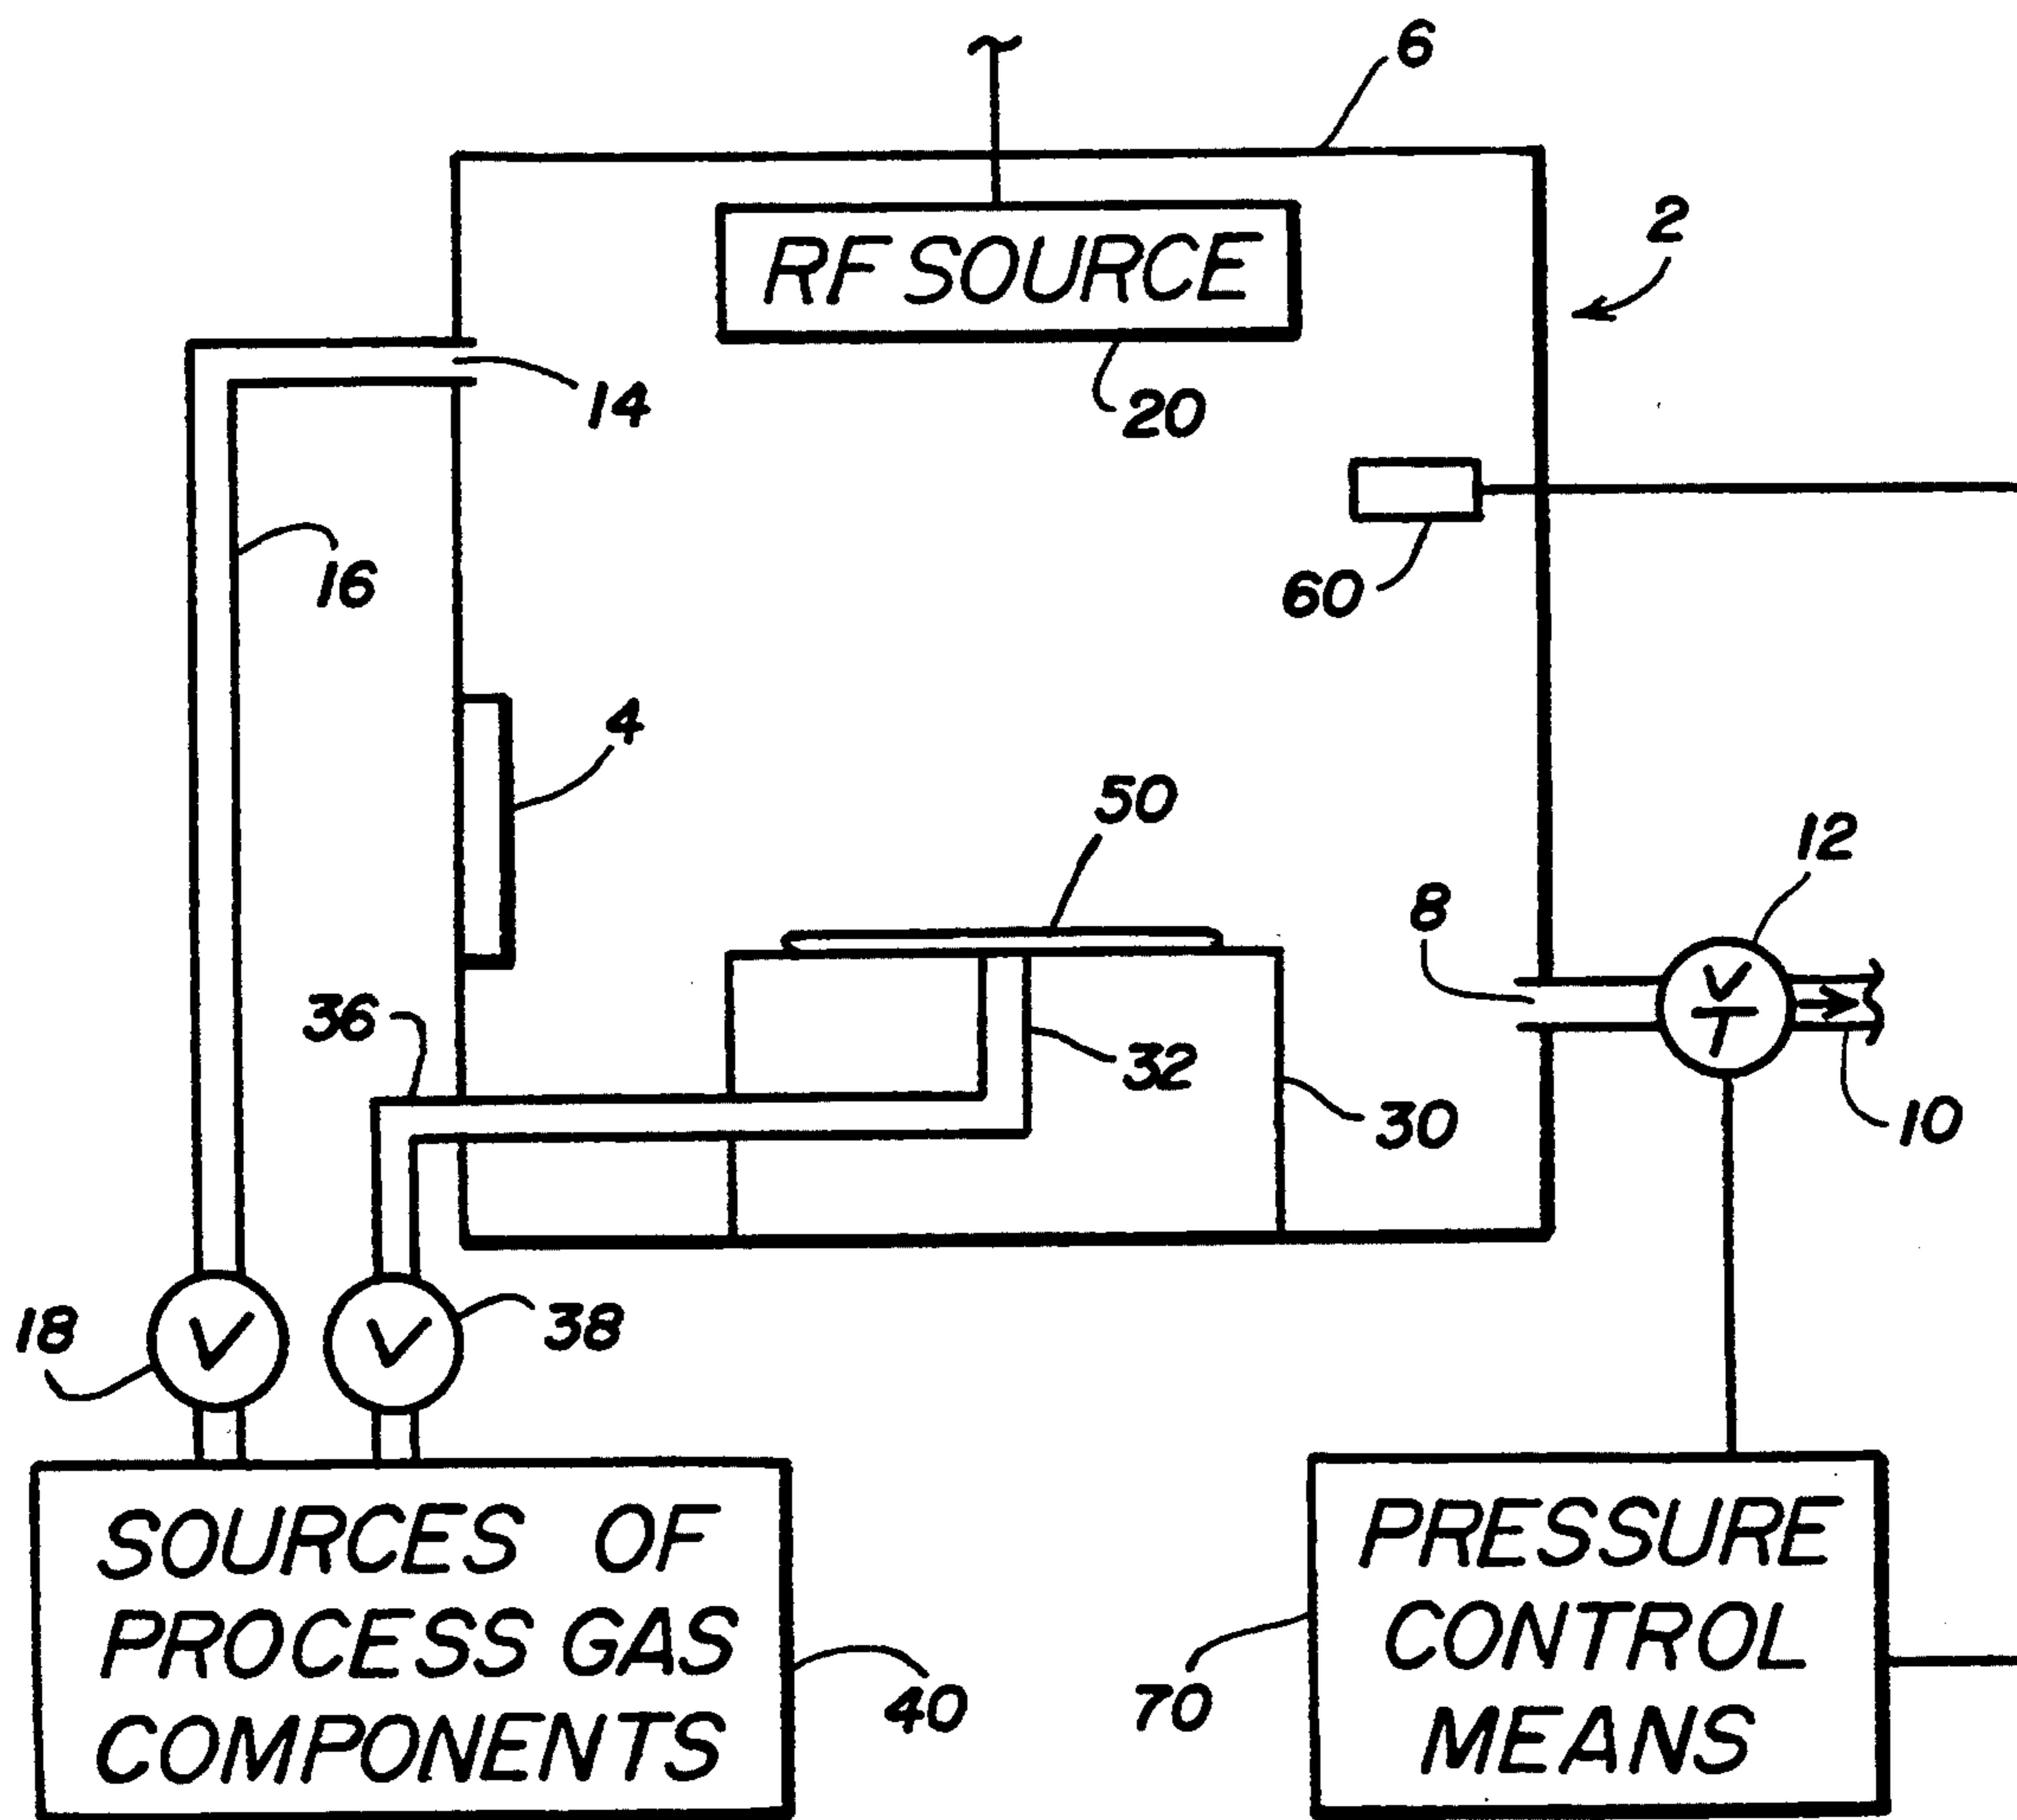 6
2
RF SOURCE
14
20
16
60
4
50
12
8
V
T
36
32
30
10
18
V
V
38
SOURCES OF
PROCESS GAS
COMPONENTS
40
70
PRESSURE
CONTROL
MEANS